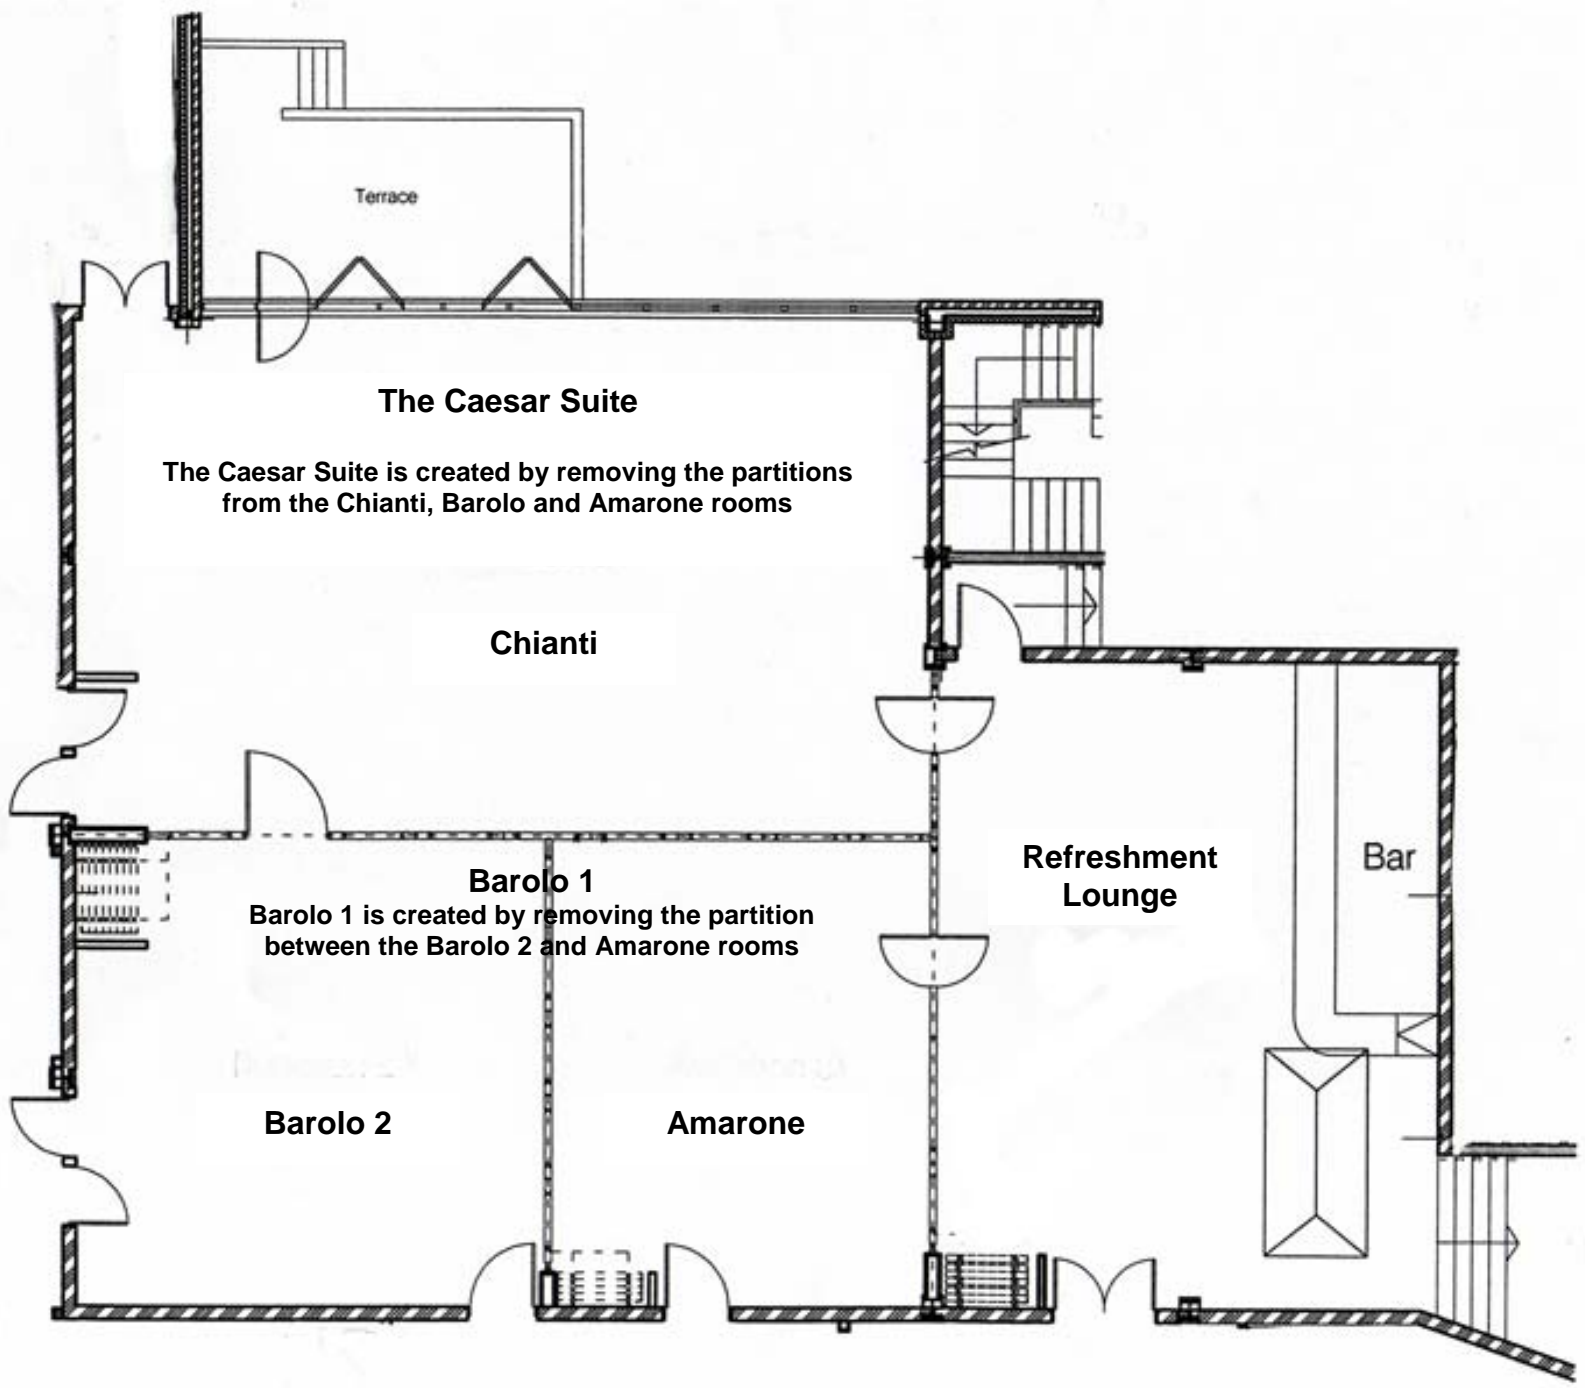 Terrace
The Caesar Suite
The Caesar Suite is created by removing the partitions
from the Chianti, Barolo and Amarone rooms
Chianti
Barolo 1
Barolo 1 is created by removing the partition
between the Barolo 2 and Amarone rooms
Refreshment
Lounge
Bar
Barolo 2
Amarone